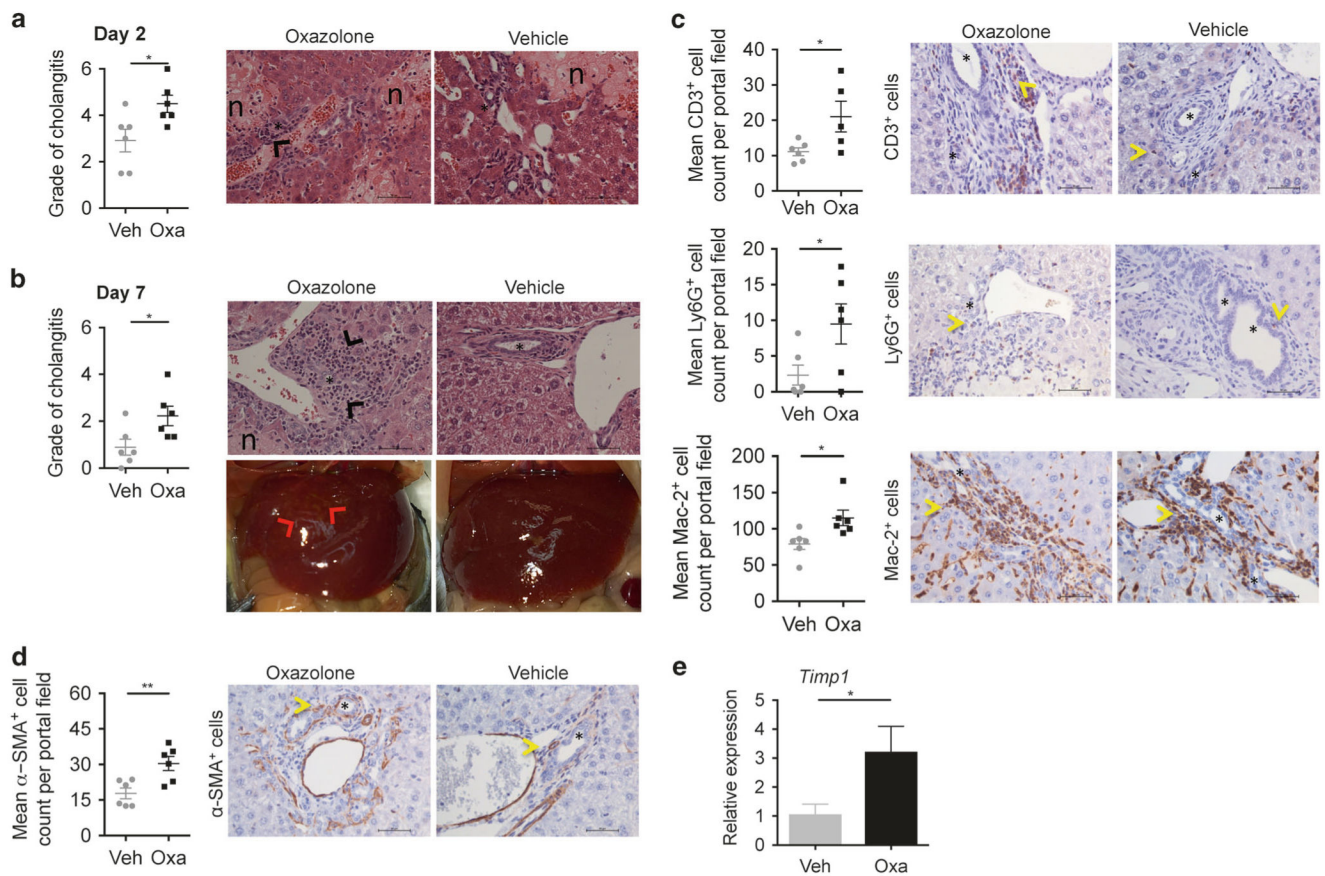 a
Day 2
Grade of cholangitis
6
4
2
0
*
Veh Oxa
Oxazolone
Vehicle
n
n
*
n
*
b
Day 7
Grade of cholangitis
6
4
2
0
*
Veh Oxa
Oxazolone
Vehicle
*
n
*
c
Mean CD3⁺ cell
count per portal field
40
30
20
10
0
*
Veh Oxa
CD3⁺ cells
Oxazolone
Vehicle
*
*
*
*
Mean Ly6G⁺ cell
count per portal field
20
15
10
5
0
*
Veh Oxa
Ly6G⁺ cells
*
*
*
Mean Mac-2⁺ cell
count per portal field
200
150
100
50
0
*
Veh Oxa
Mac-2⁺ cells
*
*
*
d
Mean α–SMA⁺ cell
count per portal field
60
45
30
15
0
**
Veh Oxa
α-SMA⁺ cells
Oxazolone
Vehicle
*
*
e
Timp1
Relative expression
5
4
3
2
1
0
*
Veh Oxa